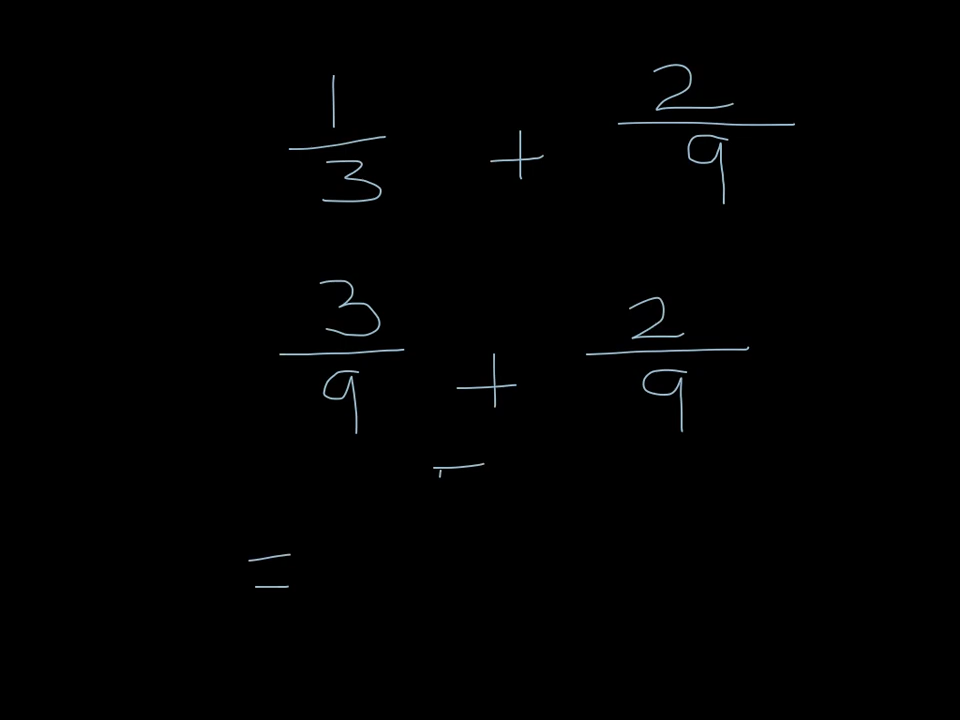 1/3 + 2/9
3/9 + 2/9
=